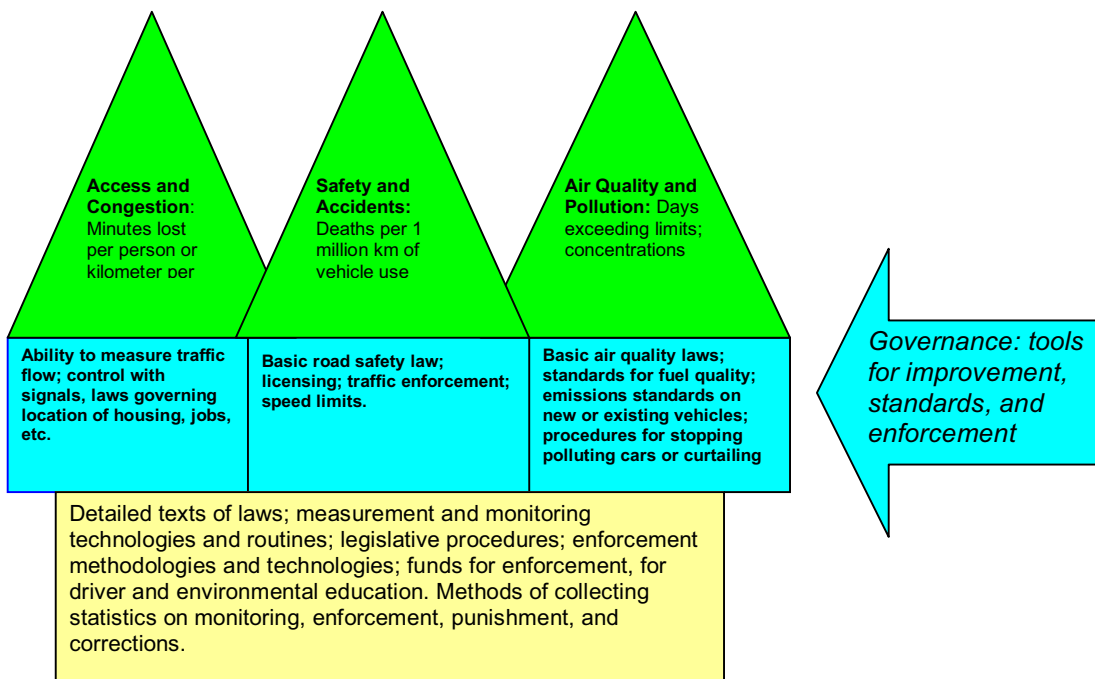 Access and
Congestion:
Minutes lost
per person or
kilometer per
Safety and
Accidents:
Deaths per 1
million km of
vehicle use
Air Quality and
Pollution: Days
exceeding limits;
concentrations
Ability to measure traffic
flow; control with
signals, laws governing
location of housing, jobs,
etc.
Basic road safety law;
licensing; traffic enforcement;
speed limits.
Basic air quality laws;
standards for fuel quality;
emissions standards on
new or existing vehicles;
procedures for stopping
polluting cars or curtailing
Governance: tools
for improvement,
standards, and
enforcement
Detailed texts of laws; measurement and monitoring
technologies and routines; legislative procedures; enforcement
methodologies and technologies; funds for enforcement, for
driver and environmental education. Methods of collecting
statistics on monitoring, enforcement, punishment, and
corrections.